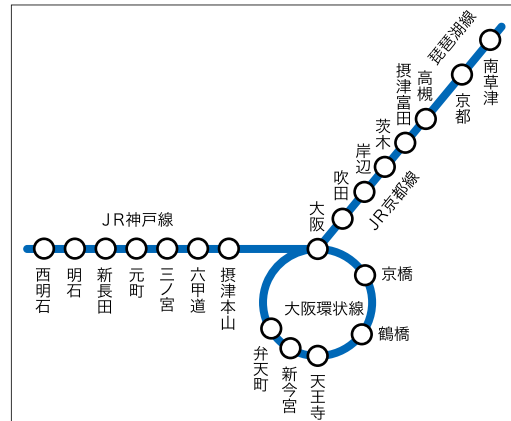 琵琶湖線
南草津
京都
高槻
摂津富田
茨木
岸辺
吹田
JR京都線
大阪
JR神戸線
西明石
明石
新長田
元町
三ノ宮
六甲道
摂津本山
京橋
大阪環状線
鶴橋
弁天町
新今宮
天王寺